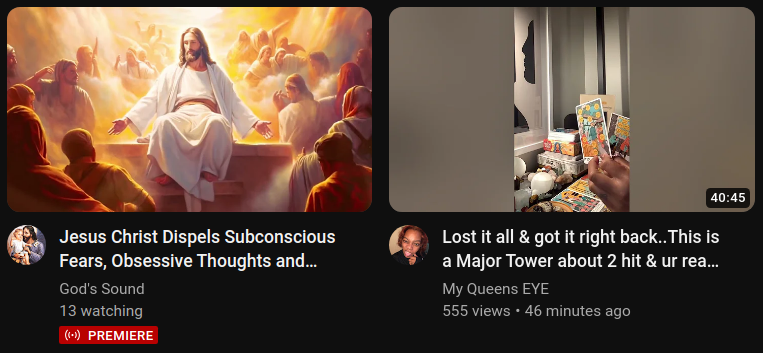 40:45
Jesus Christ Dispels Subconscious
Fears, Obsessive Thoughts and…
God's Sound
13 watching
PREMIERE
Lost it all & got it right back..This is
a Major Tower about 2 hit & ur rea…
My Queens EYE
555 views • 46 minutes ago